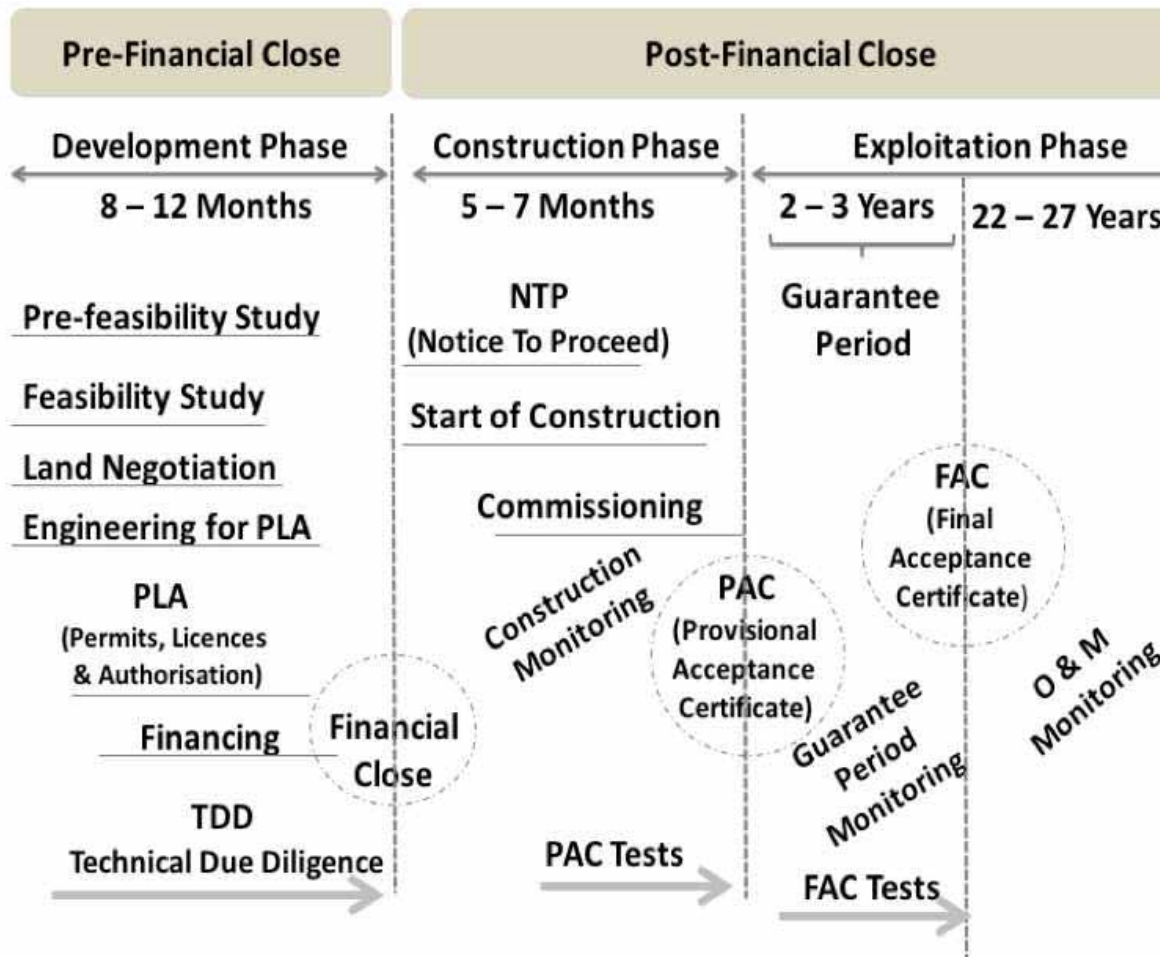 Pre-Financial Close
Post-Financial Close
Development Phase
Construction Phase
Exploitation Phase
8 – 12 Months
5 – 7 Months
2 – 3 Years
22 – 27 Years
Pre-feasibility Study
Feasibility Study
Land Negotiation
Engineering for PLA
PLA
(Permits, Licences
& Authorisation)
Financing
Financial
Close
TDD
Technical Due Diligence
NTP
(Notice To Proceed)
Start of Construction
Commissioning
Construction
Monitoring
PAC
(Provisional
Acceptance
Certificate)
PAC Tests
Guarantee
Period
FAC
(Final
Acceptance
Certificate)
Guarantee
Period
Monitoring
FAC Tests
O & M
Monitoring